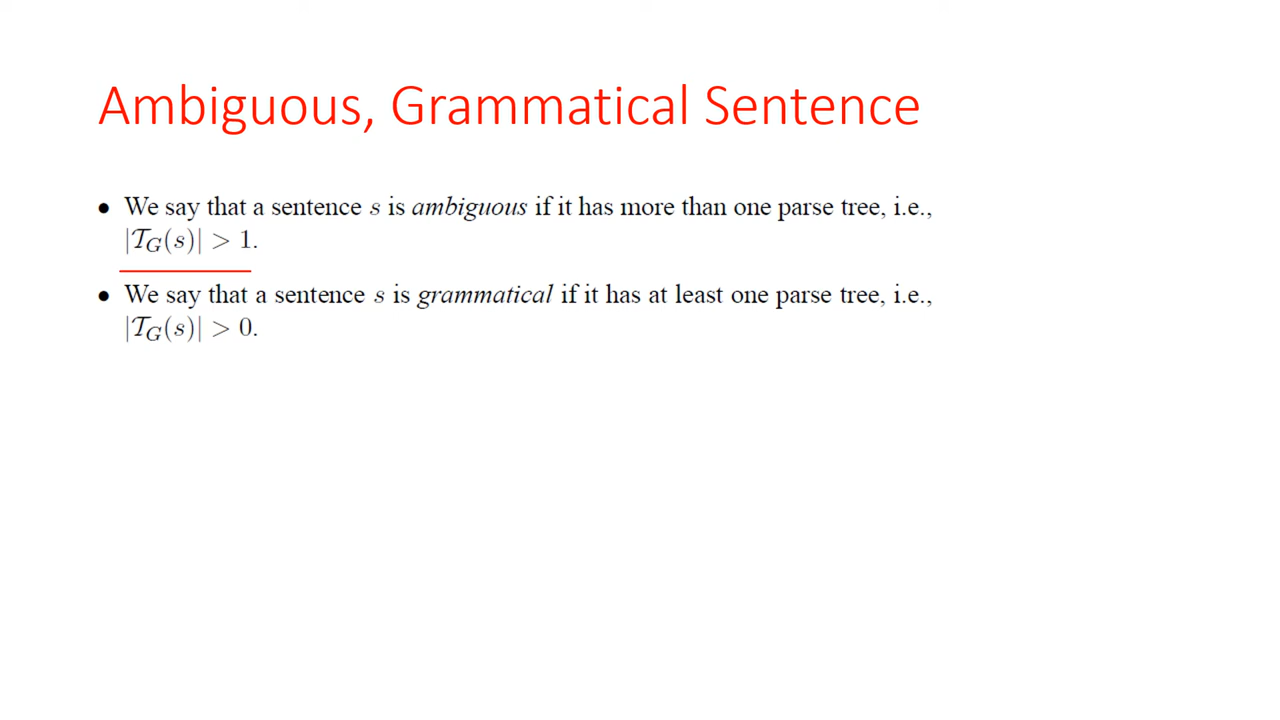 Ambiguous, Grammatical Sentence
• We say that a sentence s is ambiguous if it has more than one parse tree, i.e.,
|𝒯_G(s)| > 1.
• We say that a sentence s is grammatical if it has at least one parse tree, i.e.,
|𝒯_G(s)| > 0.